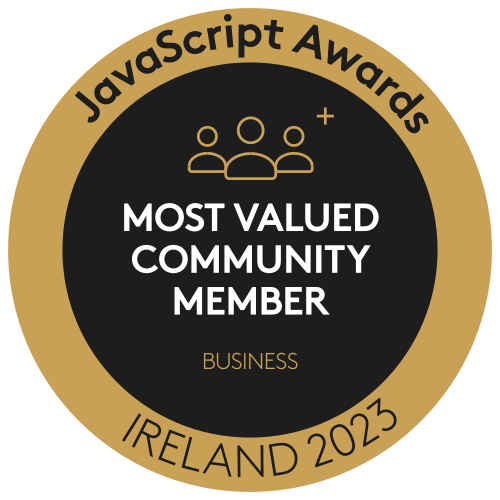 JavaScript Awards
MOST VALUED
COMMUNITY
MEMBER
BUSINESS
IRELAND 2023